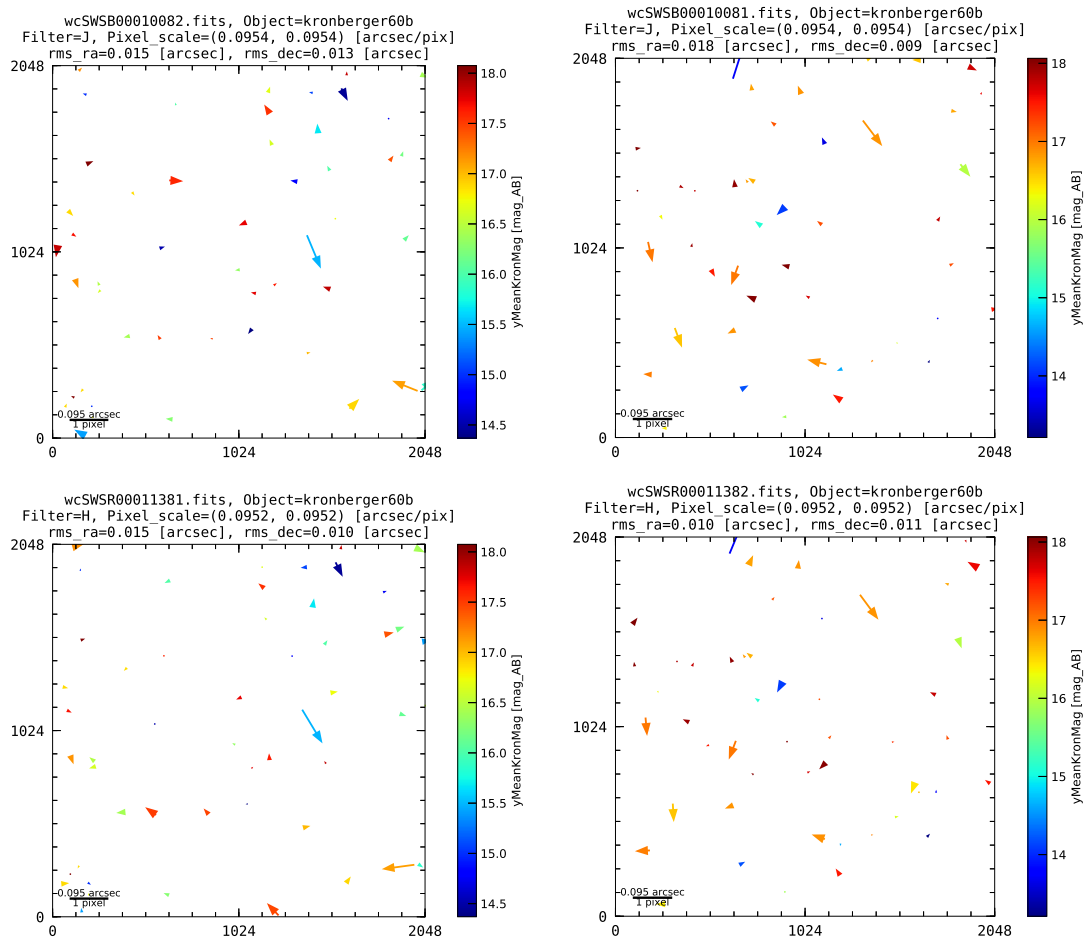 wcSWSB00010082.fits, Object=kronberger60b
Filter=J, Pixel_scale=(0.0954, 0.0954) [arcsec/pix]
rms_ra=0.015 [arcsec], rms_dec=0.013 [arcsec]
2048
1024
0
0 1024 2048
0.095 arcsec
1 pixel
18.0
17.5
17.0
16.5
16.0
15.5
15.0
14.5
yMeanKronMag [mag_AB]
wcSWSB00010081.fits, Object=kronberger60b
Filter=J, Pixel_scale=(0.0954, 0.0954) [arcsec/pix]
rms_ra=0.018 [arcsec], rms_dec=0.009 [arcsec]
2048
1024
0
0 1024 2048
0.095 arcsec
1 pixel
18
17
16
15
14
yMeanKronMag [mag_AB]
wcSWSR00011381.fits, Object=kronberger60b
Filter=H, Pixel_scale=(0.0952, 0.0952) [arcsec/pix]
rms_ra=0.015 [arcsec], rms_dec=0.010 [arcsec]
2048
1024
0
0 1024 2048
0.095 arcsec
1 pixel
18.0
17.5
17.0
16.5
16.0
15.5
15.0
14.5
yMeanKronMag [mag_AB]
wcSWSR00011382.fits, Object=kronberger60b
Filter=H, Pixel_scale=(0.0952, 0.0952) [arcsec/pix]
rms_ra=0.010 [arcsec], rms_dec=0.011 [arcsec]
2048
1024
0
0 1024 2048
0.095 arcsec
1 pixel
18
17
16
15
14
yMeanKronMag [mag_AB]